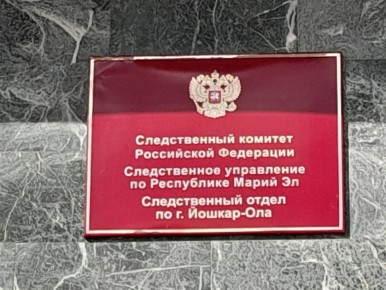 Следственный комитет
Российской Федерации
Следственное управление
по Республике Марий Эл
Следственный отдел
по г. Йошкар-Ола